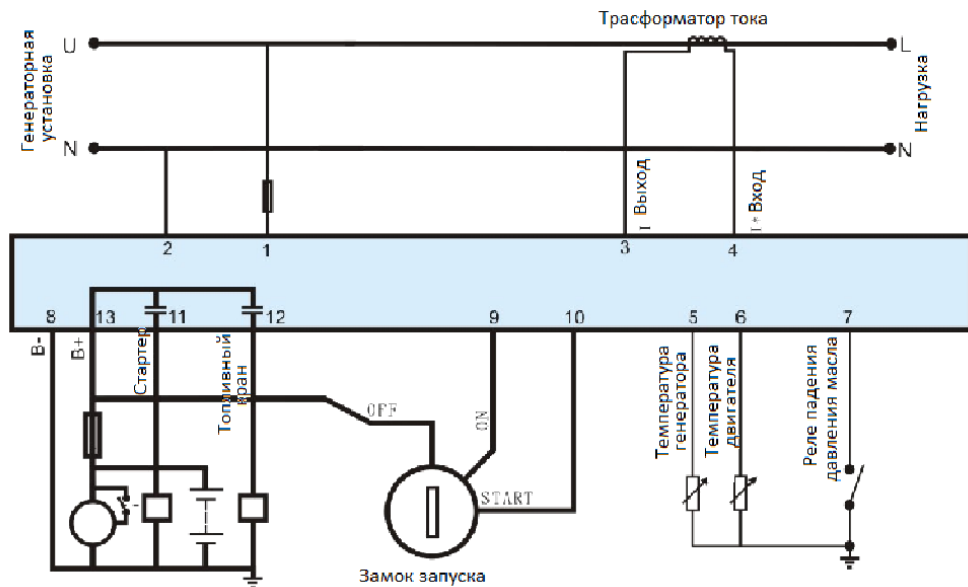 Трасформатор тока
U
L
Генераторная
установка
Нагрузка
N
N
I⁻ Выход
I* Вход
2
1
3
4
8
13
11
12
9
10
5
6
7
B-
B+
Стартер
Топливный
кран
OFF
ON
START
Температура
генератора
Температура
двигателя
Реле падения
давления масла
Замок запуска